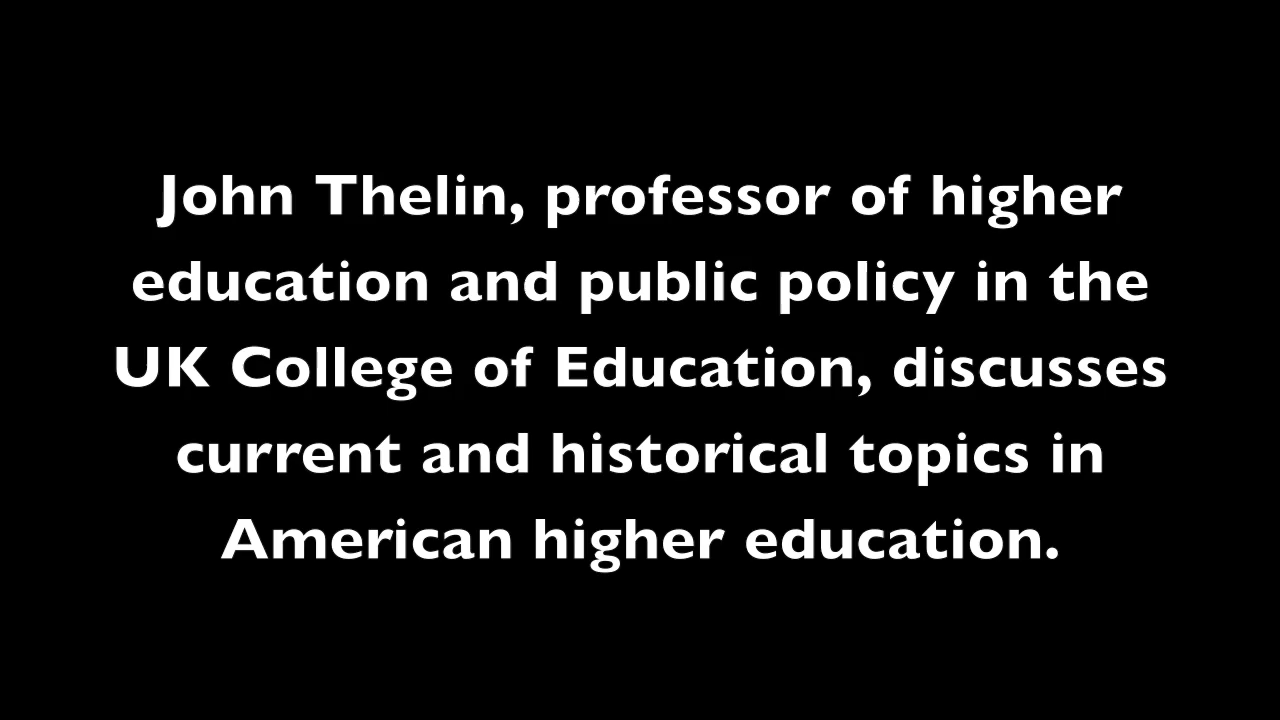 John Thelin, professor of higher
education and public policy in the
UK College of Education, discusses
current and historical topics in
American higher education.